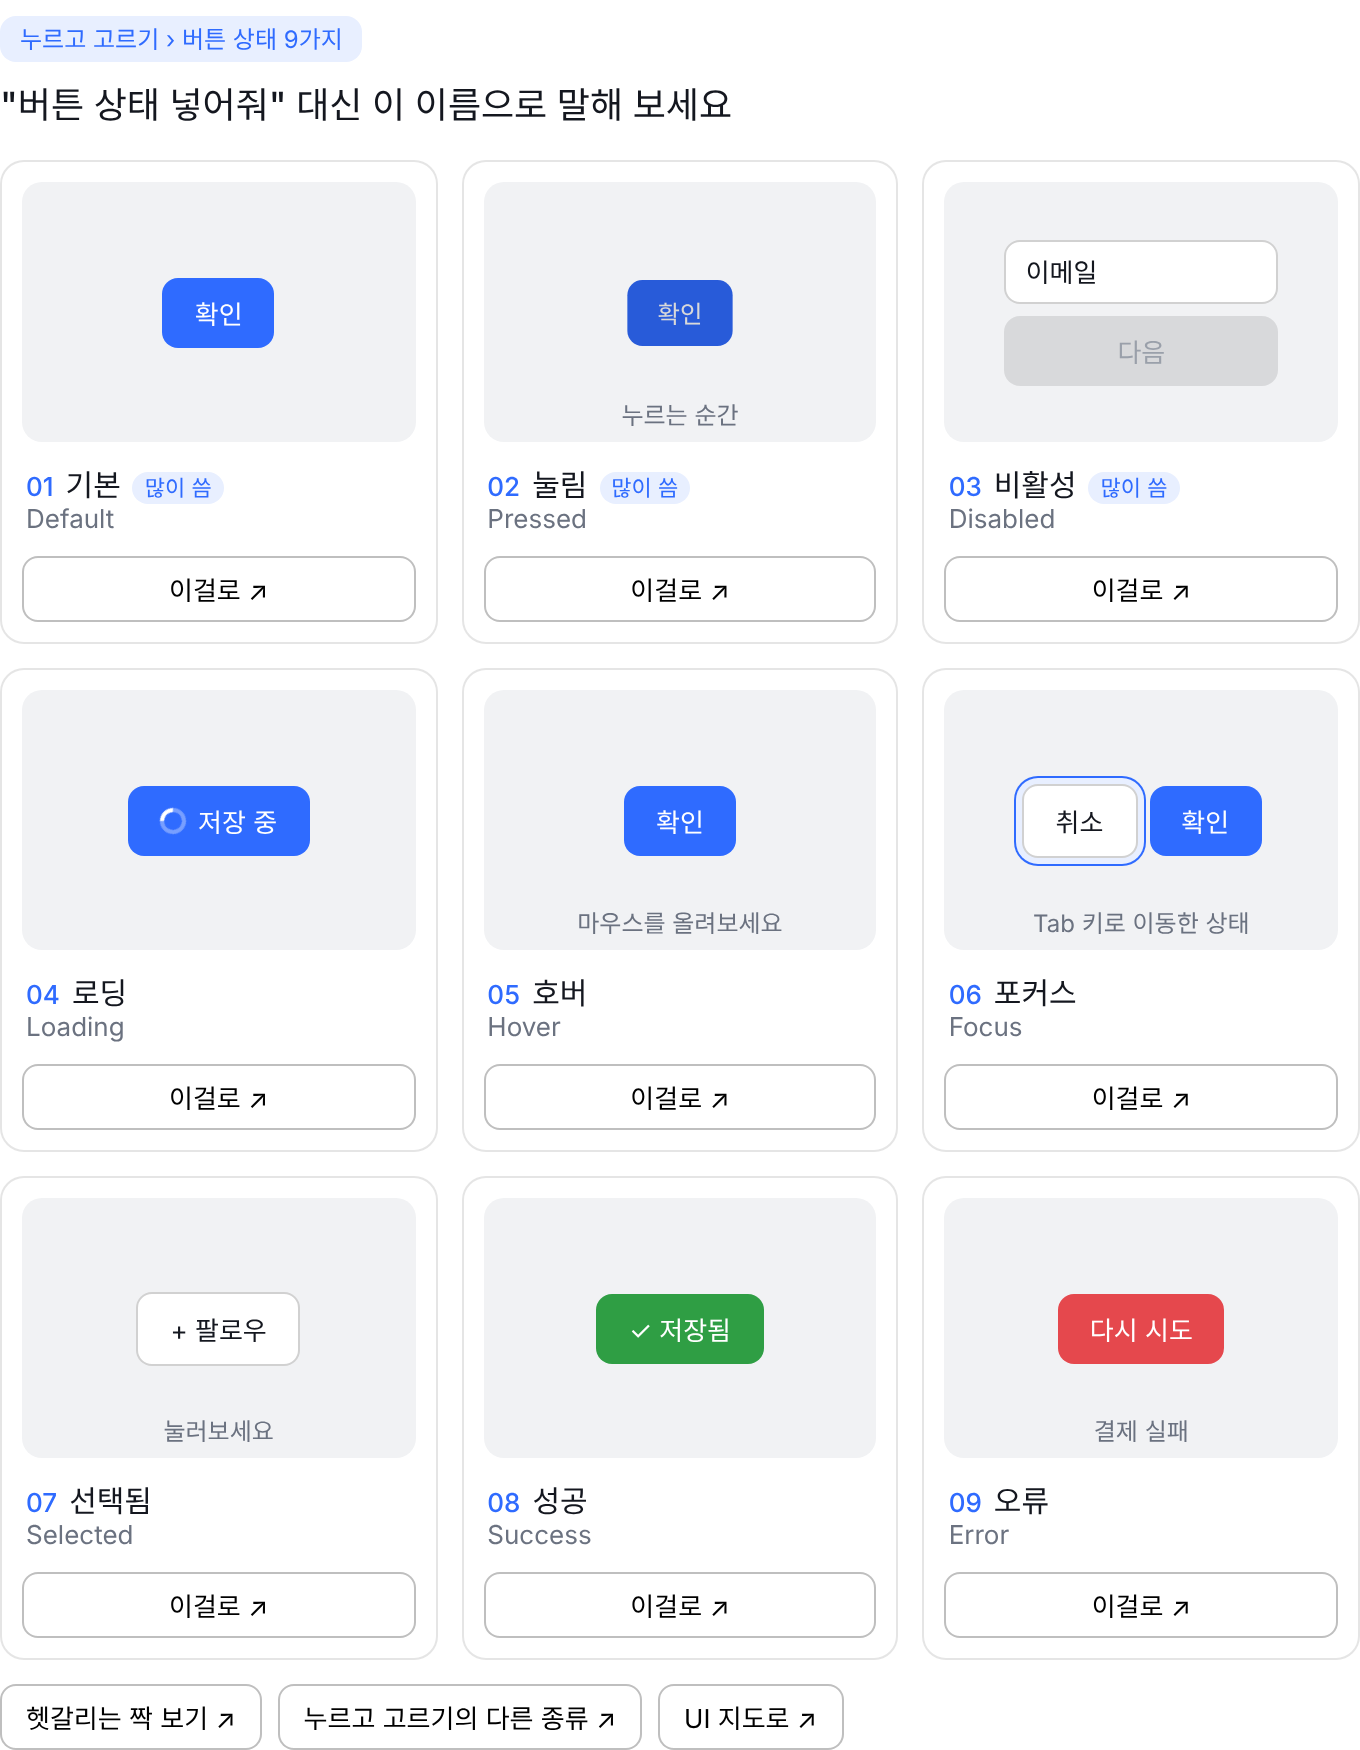 누르고 고르기 › 버튼 상태 9가지
"버튼 상태 넣어줘" 대신 이 이름으로 말해 보세요
확인
확인
누르는 순간
이메일
다음
01 기본 많이 씀
Default
이걸로 ↗
02 눌림 많이 씀
Pressed
이걸로 ↗
03 비활성 많이 씀
Disabled
이걸로 ↗
저장 중
확인
마우스를 올려보세요
취소 확인
Tab 키로 이동한 상태
04 로딩
Loading
이걸로 ↗
05 호버
Hover
이걸로 ↗
06 포커스
Focus
이걸로 ↗
+ 팔로우
눌러보세요
✓ 저장됨
다시 시도
결제 실패
07 선택됨
Selected
이걸로 ↗
08 성공
Success
이걸로 ↗
09 오류
Error
이걸로 ↗
헷갈리는 짝 보기 ↗ 누르고 고르기의 다른 종류 ↗ UI 지도로 ↗